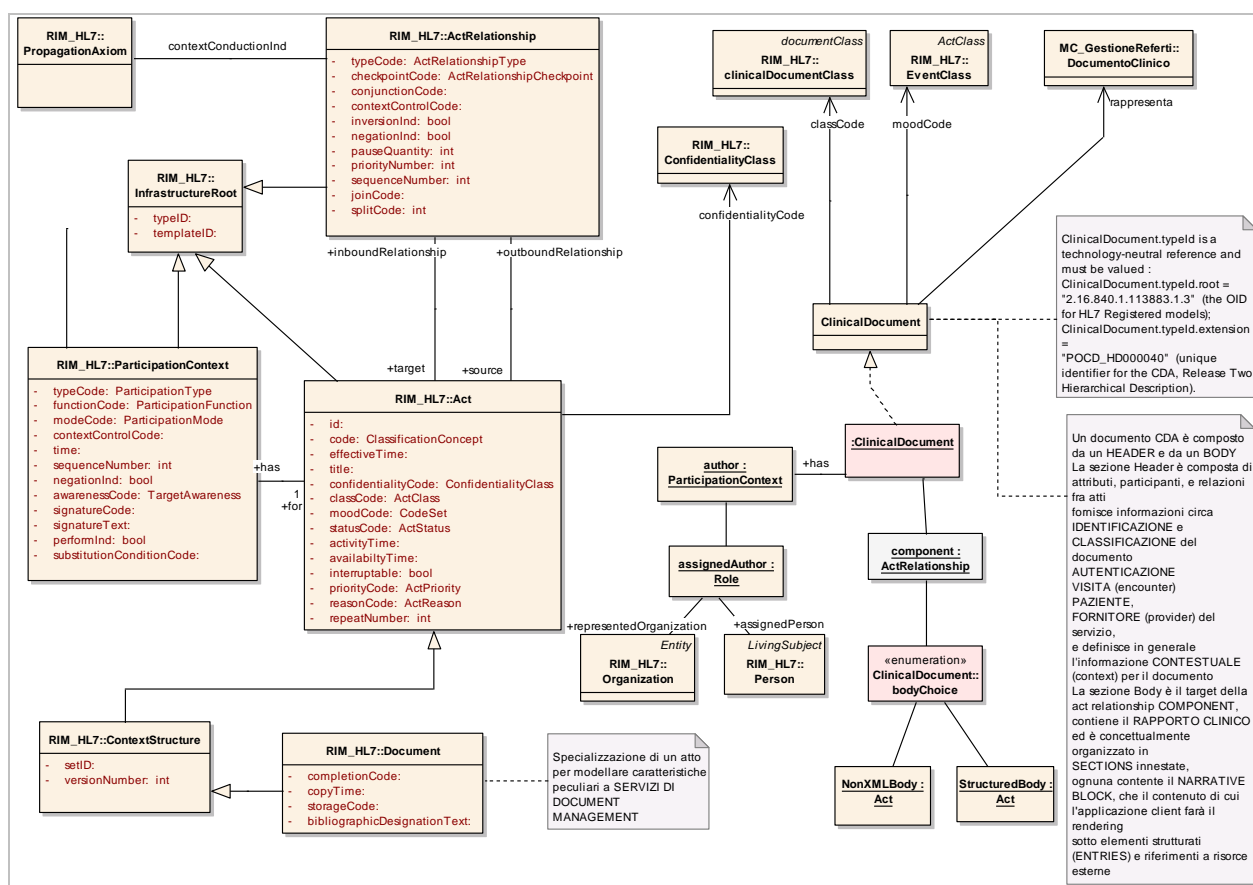 RIM_HL7::
PropagationAxiom
contextConductionInd
RIM_HL7::ActRelationship
- typeCode: ActRelationshipType
- checkpointCode: ActRelationshipCheckpoint
- conjunctionCode:
- contextControlCode:
- inversionInd: bool
- negationInd: bool
- pauseQuantity: int
- priorityNumber: int
- sequenceNumber: int
- joinCode:
- splitCode: int
documentClass
RIM_HL7::
clinicalDocumentClass
ActClass
RIM_HL7::
EventClass
MC_GestioneReferti::
DocumentoClinico
rappresenta
classCode
moodCode
RIM_HL7::
ConfidentialityClass
confidentialityCode
RIM_HL7::
InfrastructureRoot
- typeID:
- templateID:
+inboundRelationship
+outboundRelationship
+target
+source
RIM_HL7::ParticipationContext
- typeCode: ParticipationType
- functionCode: ParticipationFunction
- modeCode: ParticipationMode
- contextControlCode:
- time:
- sequenceNumber: int
- negationInd: bool
- awarenessCode: TargetAwareness
- signatureCode:
- signatureText:
- performInd: bool
- substitutionConditionCode:
+has
1
+for
RIM_HL7::Act
- id:
- code: ClassificationConcept
- effectiveTime:
- title:
- confidentialityCode: ConfidentialityClass
- classCode: ActClass
- moodCode: CodeSet
- statusCode: ActStatus
- activityTime:
- availabiltyTime:
- interruptable: bool
- priorityCode: ActPriority
- reasonCode: ActReason
- repeatNumber: int
ClinicalDocument
ClinicalDocument.typeId is a
technology-neutral reference and
must be valued :
ClinicalDocument.typeId.root =
"2.16.840.1.113883.1.3" (the OID
for HL7 Registered models);
ClinicalDocument.typeId.extension
=
"POCD_HD000040" (unique
identifier for the CDA, Release Two
Hierarchical Description).
:ClinicalDocument
+has
author :
ParticipationContext
assignedAuthor :
Role
+representedOrganization
+assignedPerson
Entity
RIM_HL7::
Organization
LivingSubject
RIM_HL7::
Person
component :
ActRelationship
«enumeration»
ClinicalDocument::
bodyChoice
NonXMLBody :
Act
StructuredBody :
Act
Un documento CDA è composto
da un HEADER e da un BODY
La sezione Header è composta di
attributi, participanti, e relazioni
fra atti
fornisce informazioni circa
IDENTIFICAZIONE e
CLASSIFICAZIONE del
documento
AUTENTICAZIONE
VISITA (encounter)
PAZIENTE,
FORNITORE (provider) del
servizio,
e definisce in generale
l'informazione CONTESTUALE
(context) per il documento
La sezione Body è il target della
act relationship COMPONENT,
contiene il RAPPORTO CLINICO
ed è concettualmente
organizzato in
SECTIONS innestate,
ognuna contente il NARRATIVE
BLOCK, che il contenuto di cui
l'applicazione client farà il
rendering
sotto elementi strutturati
(ENTRIES) e riferimenti a risorce
esterne
RIM_HL7::ContextStructure
- setID:
- versionNumber: int
RIM_HL7::Document
- completionCode:
- copyTime:
- storageCode:
- bibliographicDesignationText:
Specializzazione di un atto
per modellare caratteristiche
peculiari a SERVIZI DI
DOCUMENT
MANAGEMENT